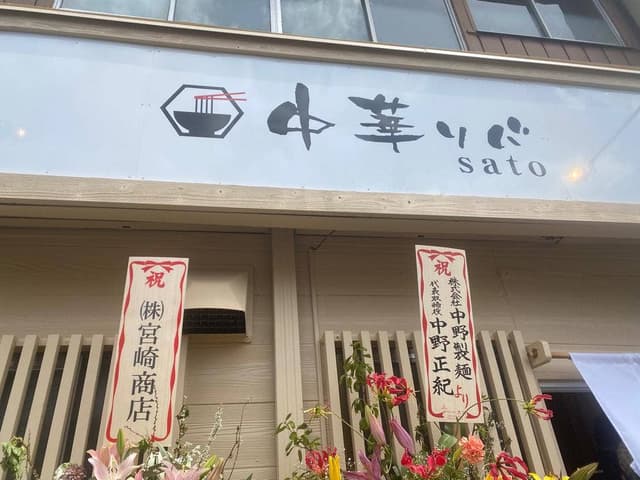 中華りに
sato
祝
㈱宮崎商店
祝
株式会社中野製麺より
代表取締役 中野正紀